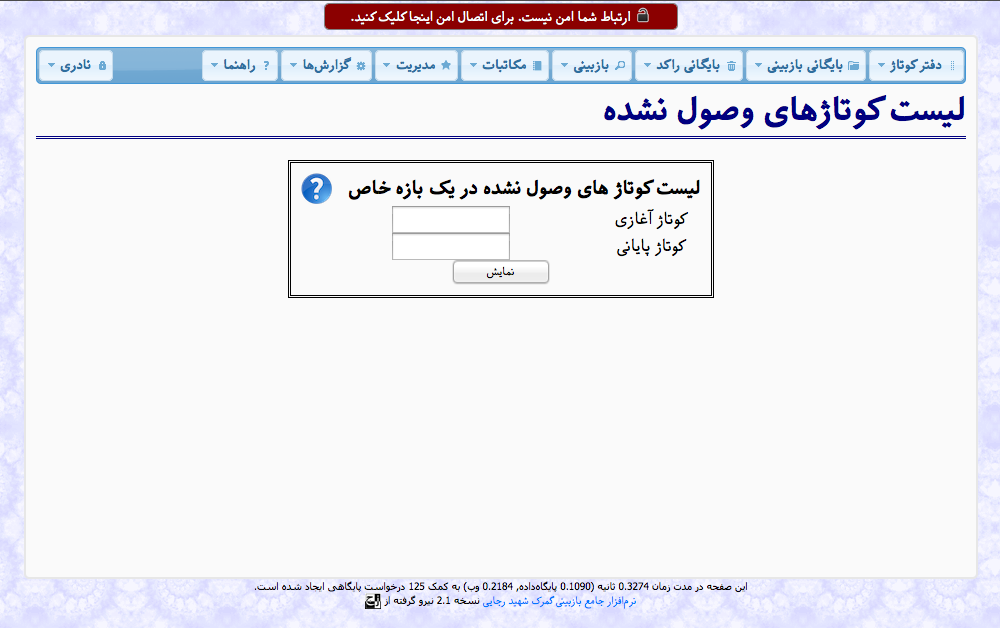 ارتباط شما امن نیست. برای اتصال امن اینجا کلیک کنید.
دفتر کوتاژ بایگانی بازبینی بایگانی راکد بازبینی مکاتبات مدیریت گزارش‌ها راهنما نادری
لیست کوتاژهای وصول نشده
لیست کوتاژ های وصول نشده در یک بازه خاص
کوتاژ آغازی
کوتاژ پایانی
نمایش
این صفحه در مدت زمان 0.3274 ثانیه (0.1090 پایگاه‌داده, 0.2184 وب) به کمک 125 درخواست پایگاهی ایجاد شده است.
نرم‌افزار جامع بازبینی گمرک شهید رجایی نسخه 2.1 نیرو گرفته از